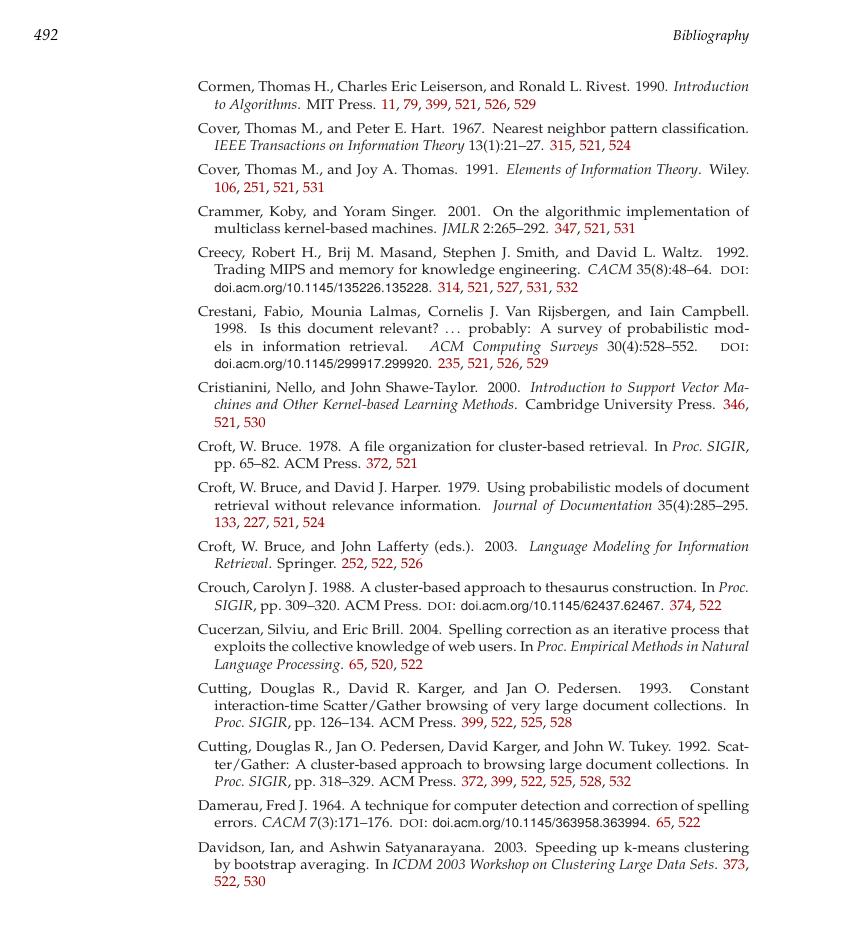 492
Bibliography
Cormen, Thomas H., Charles Eric Leiserson, and Ronald L. Rivest. 1990. Introduction
to Algorithms. MIT Press. 11, 79, 399, 521, 526, 529
Cover, Thomas M., and Peter E. Hart. 1967. Nearest neighbor pattern classification.
IEEE Transactions on Information Theory 13(1):21–27. 315, 521, 524
Cover, Thomas M., and Joy A. Thomas. 1991. Elements of Information Theory. Wiley.
106, 251, 521, 531
Crammer, Koby, and Yoram Singer. 2001. On the algorithmic implementation of
multiclass kernel-based machines. JMLR 2:265–292. 347, 521, 531
Creecy, Robert H., Brij M. Masand, Stephen J. Smith, and David L. Waltz. 1992.
Trading MIPS and memory for knowledge engineering. CACM 35(8):48–64. DOI:
doi.acm.org/10.1145/135226.135228. 314, 521, 527, 531, 532
Crestani, Fabio, Mounia Lalmas, Cornelis J. Van Rijsbergen, and Iain Campbell.
1998. Is this document relevant? ... probably: A survey of probabilistic mod-
els in information retrieval. ACM Computing Surveys 30(4):528–552. DOI:
doi.acm.org/10.1145/299917.299920. 235, 521, 526, 529
Cristianini, Nello, and John Shawe-Taylor. 2000. Introduction to Support Vector Ma-
chines and Other Kernel-based Learning Methods. Cambridge University Press. 346,
521, 530
Croft, W. Bruce. 1978. A file organization for cluster-based retrieval. In Proc. SIGIR,
pp. 65–82. ACM Press. 372, 521
Croft, W. Bruce, and David J. Harper. 1979. Using probabilistic models of document
retrieval without relevance information. Journal of Documentation 35(4):285–295.
133, 227, 521, 524
Croft, W. Bruce, and John Lafferty (eds.). 2003. Language Modeling for Information
Retrieval. Springer. 252, 522, 526
Crouch, Carolyn J. 1988. A cluster-based approach to thesaurus construction. In Proc.
SIGIR, pp. 309–320. ACM Press. DOI: doi.acm.org/10.1145/62437.62467. 374, 522
Cucerzan, Silviu, and Eric Brill. 2004. Spelling correction as an iterative process that
exploits the collective knowledge of web users. In Proc. Empirical Methods in Natural
Language Processing. 65, 520, 522
Cutting, Douglas R., David R. Karger, and Jan O. Pedersen. 1993. Constant
interaction-time Scatter/Gather browsing of very large document collections. In
Proc. SIGIR, pp. 126–134. ACM Press. 399, 522, 525, 528
Cutting, Douglas R., Jan O. Pedersen, David Karger, and John W. Tukey. 1992. Scat-
ter/Gather: A cluster-based approach to browsing large document collections. In
Proc. SIGIR, pp. 318–329. ACM Press. 372, 399, 522, 525, 528, 532
Damerau, Fred J. 1964. A technique for computer detection and correction of spelling
errors. CACM 7(3):171–176. DOI: doi.acm.org/10.1145/363958.363994. 65, 522
Davidson, Ian, and Ashwin Satyanarayana. 2003. Speeding up k-means clustering
by bootstrap averaging. In ICDM 2003 Workshop on Clustering Large Data Sets. 373,
522, 530